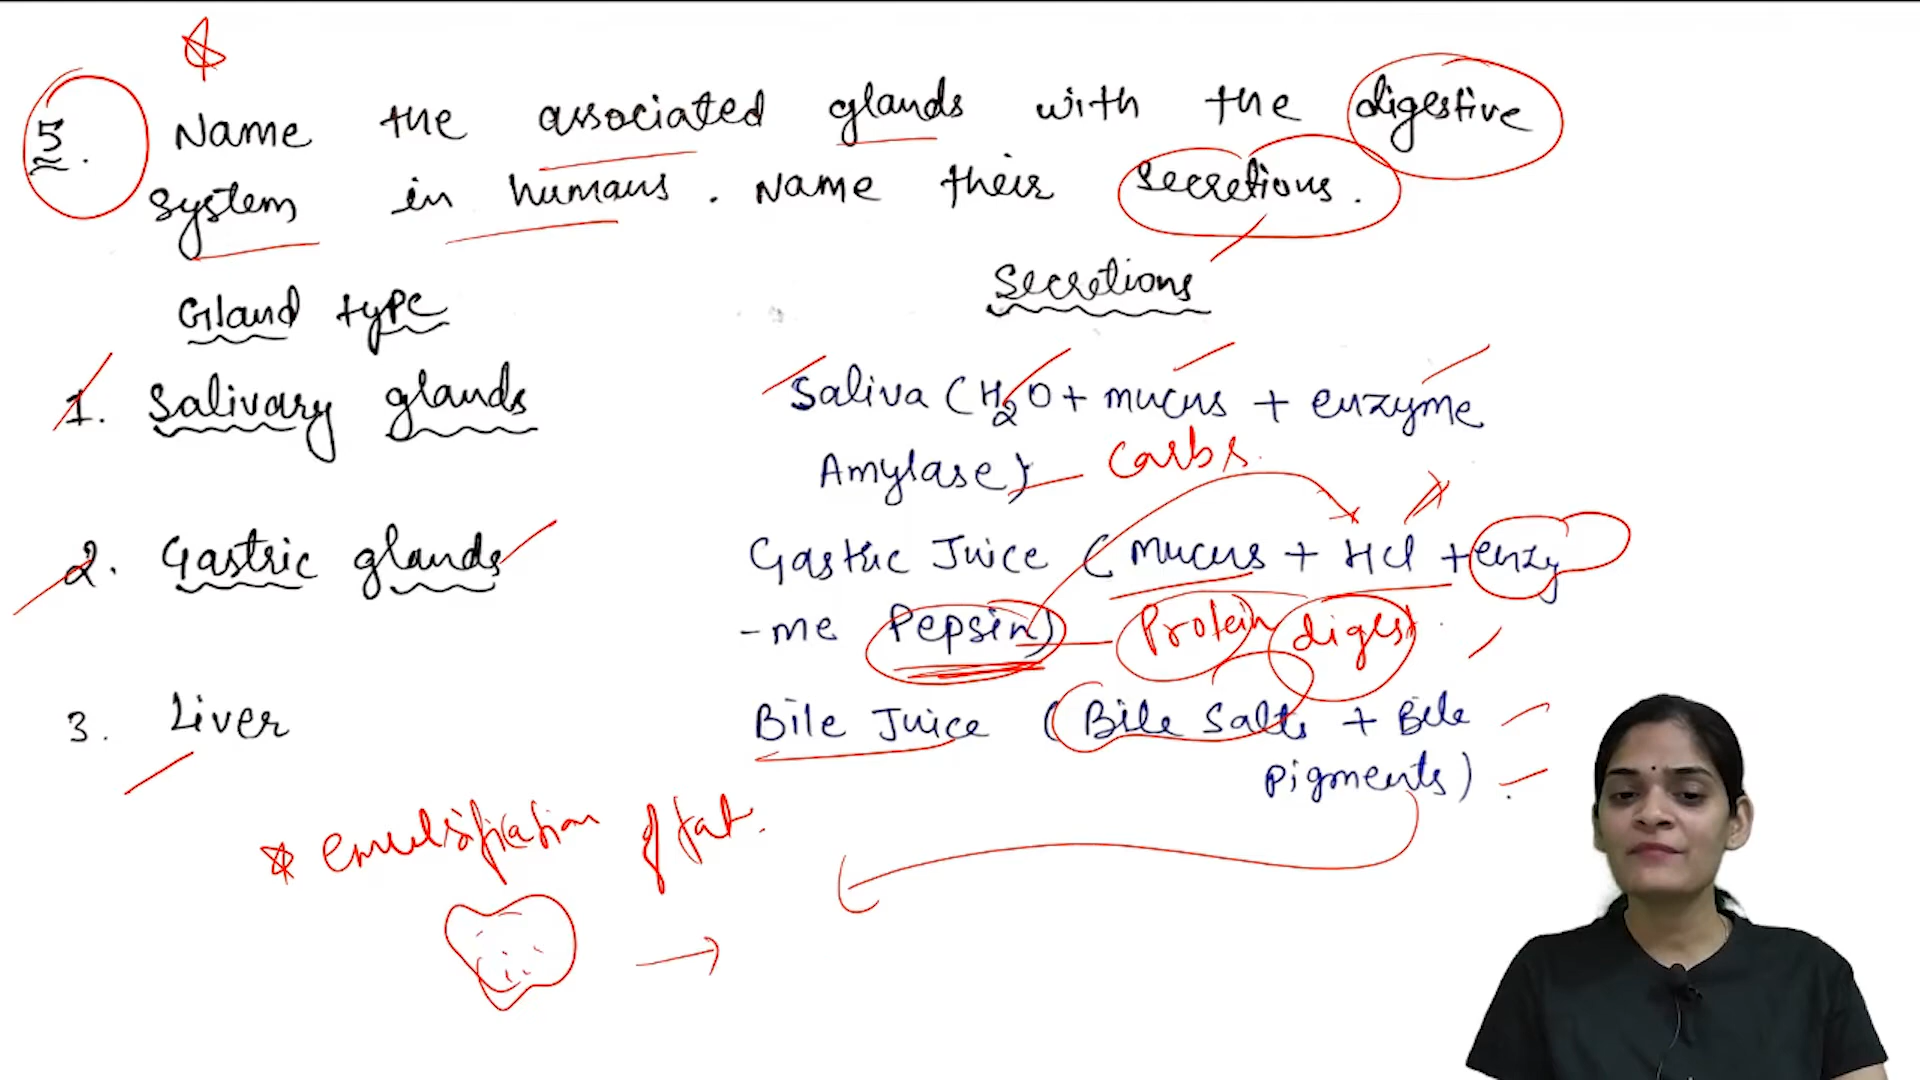 5. Name the associated glands with the digestive
system in humans. Name their secretions.
Gland type
Secretions
1. Salivary glands
Saliva (H2O + mucus + enzyme
Amylase) — Carbs.
2. Gastric glands
Gastric Juice (mucus + HCl + enzy
-me Pepsin) — Protein digest.
3. Liver
Bile Juice (Bile Salts + Bile
pigments).
* emulsification of fat.